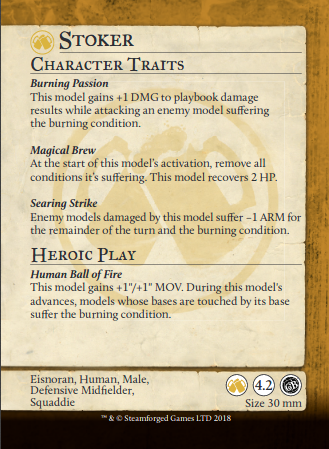 Stoker
Character Traits
Burning Passion
This model gains +1 DMG to playbook damage
results while attacking an enemy model suffering
the burning condition.
Magical Brew
At the start of this model's activation, remove all
conditions it's suffering. This model recovers 2 HP.
Searing Strike
Enemy models damaged by this model suffer –1 ARM for
the remainder of the turn and the burning condition.
Heroic Play
Human Ball of Fire
This model gains +1"/+1" MOV. During this model's
advances, models whose bases are touched by its base
suffer the burning condition.
Eisnoran, Human, Male,
Defensive Midfielder,
Squaddie
4.2
Size 30 mm
™ & © Steamforged Games LTD 2018